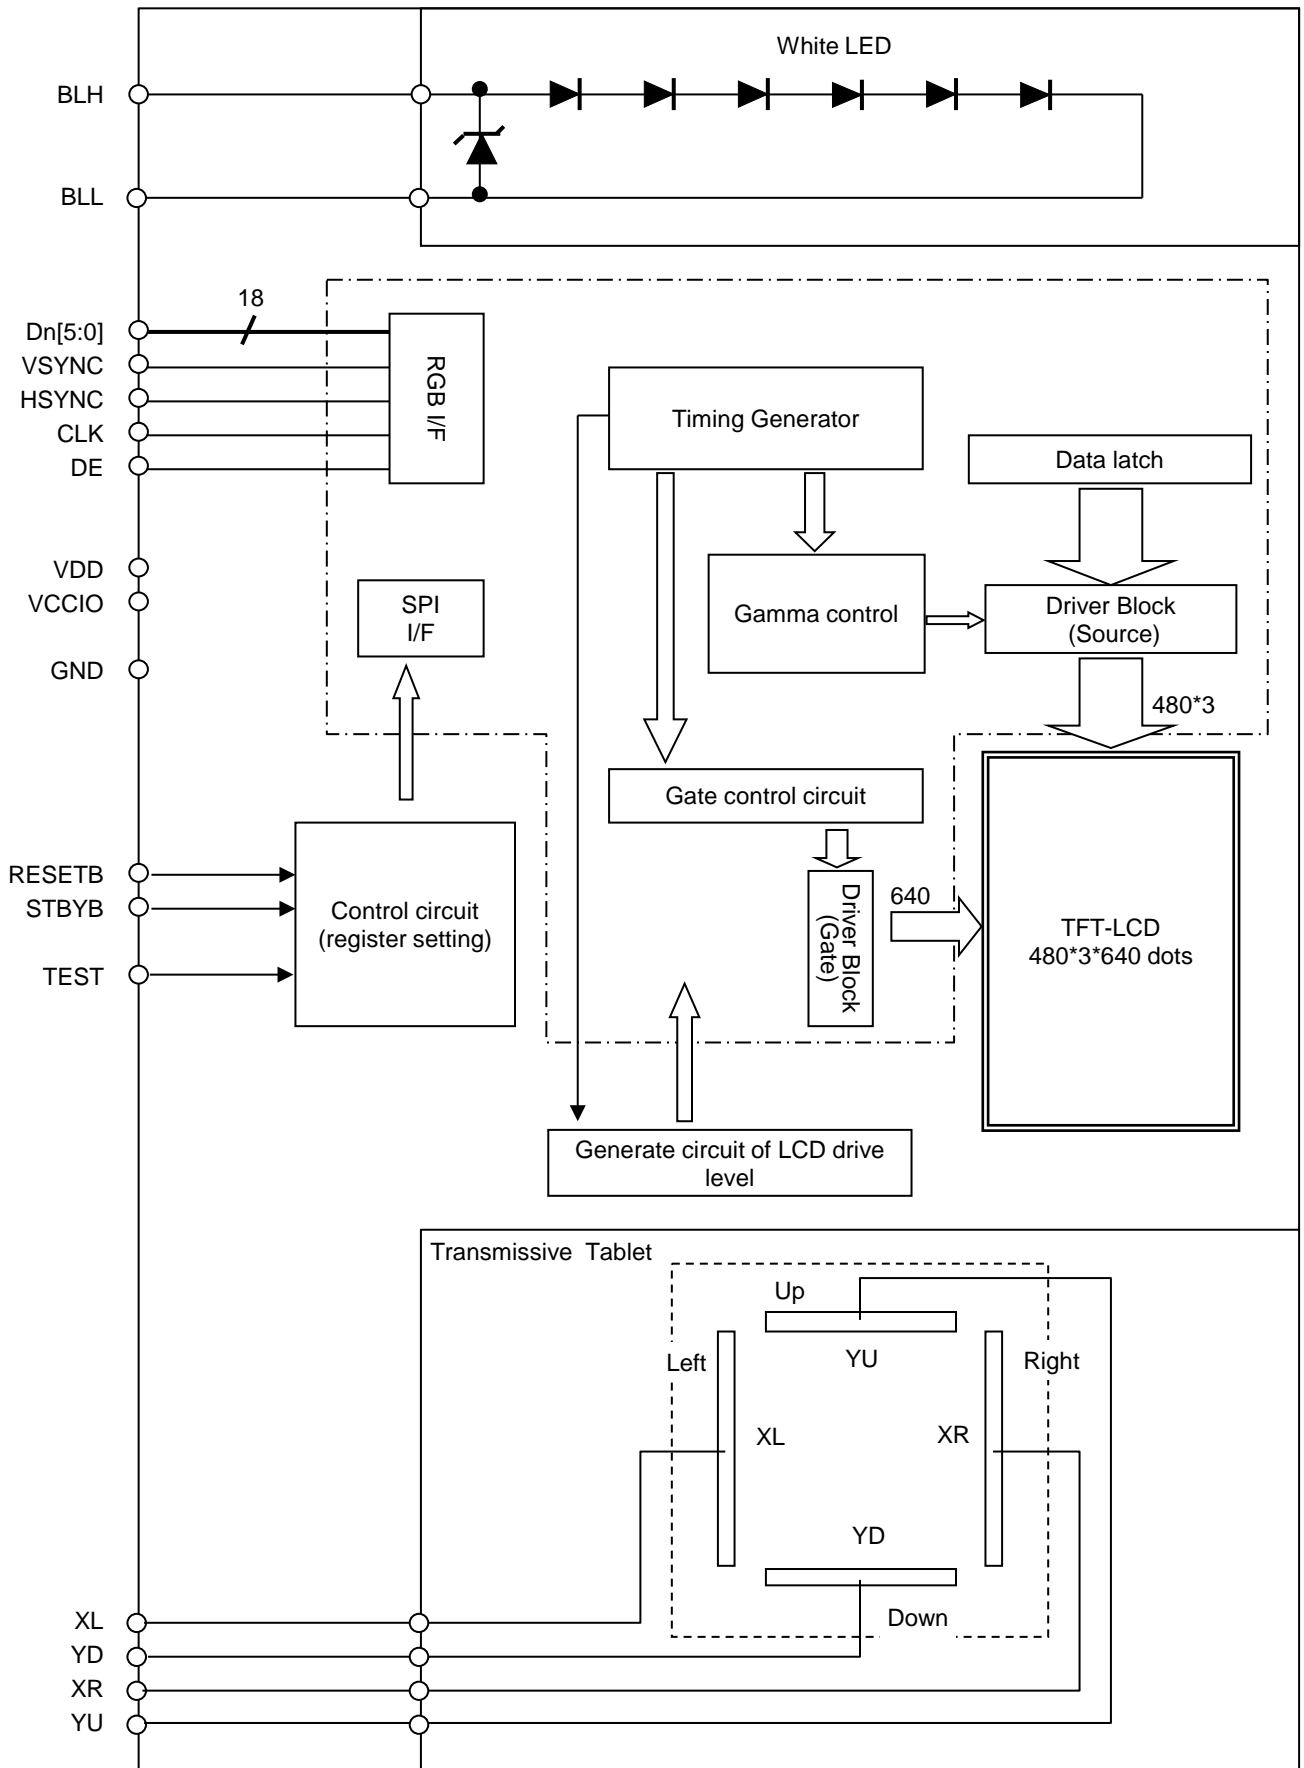 White LED
BLH
BLL
18
Dn[5:0]
VSYNC
HSYNC
CLK
DE
RGB I/F
Timing Generator
Data latch
VDD
VCCIO
GND
SPI
I/F
Gamma control
Driver Block
(Source)
480*3
Gate control circuit
RESETB
STBYB
TEST
Control circuit
(register setting)
Driver Block
(Gate)
640
TFT-LCD
480*3*640 dots
Generate circuit of LCD drive
level
Transmissive Tablet
Up
YU
Left
Right
XL
XR
YD
Down
XL
YD
XR
YU